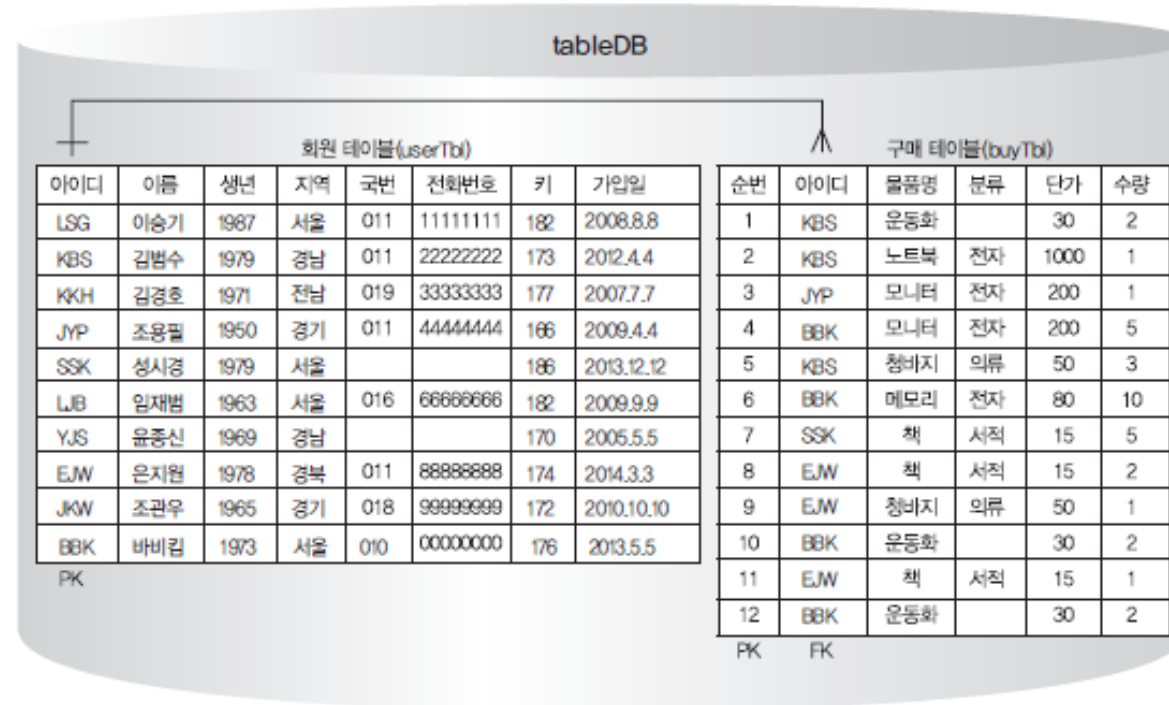 tableDB
회원 테이블(userTbl)
아이디 이름 생년 지역 국번 전화번호 키 가입일
LSG 이승기 1987 서울 011 11111111 182 2008.8.8
KBS 김범수 1979 경남 011 22222222 173 2012.4.4
KKH 김경호 1971 전남 019 33333333 177 2007.7.7
JYP 조용필 1950 경기 011 44444444 166 2009.4.4
SSK 성시경 1979 서울 186 2013.12.12
LJB 임재범 1963 서울 016 66666666 182 2009.9.9
YJS 윤종신 1969 경남 170 2005.5.5
EJW 은지원 1978 경북 011 88888888 174 2014.3.3
JKW 조관우 1965 경기 018 99999999 172 2010.10.10
BBK 바비킴 1973 서울 010 00000000 176 2013.5.5
PK
구매 테이블(buyTbl)
순번 아이디 물품명 분류 단가 수량
1 KBS 운동화 30 2
2 KBS 노트북 전자 1000 1
3 JYP 모니터 전자 200 1
4 BBK 모니터 전자 200 5
5 KBS 청바지 의류 50 3
6 BBK 메모리 전자 80 10
7 SSK 책 서적 15 5
8 EJW 책 서적 15 2
9 EJW 청바지 의류 50 1
10 BBK 운동화 30 2
11 EJW 책 서적 15 1
12 BBK 운동화 30 2
PK FK